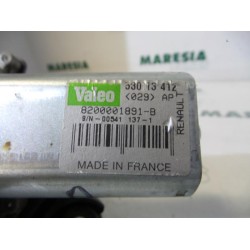 MARESIA
Valeo
530 13 412
<029> AP
8200001891-B
S/N-00541 137-1
RENAULT
MADE IN FRANCE